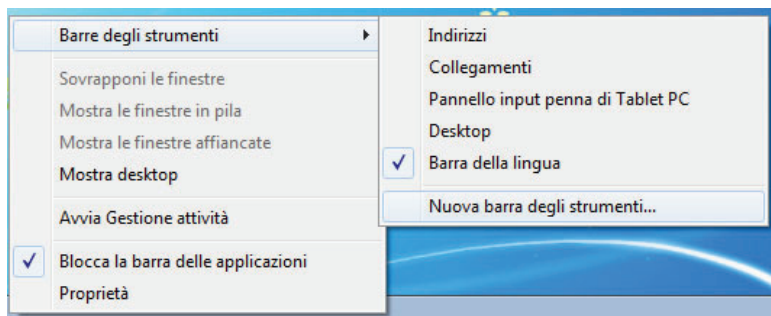 Barre degli strumenti
Sovrapponi le finestre
Mostra le finestre in pila
Mostra le finestre affiancate
Mostra desktop
Avvia Gestione attività
Blocca la barra delle applicazioni
Proprietà
Indirizzi
Collegamenti
Pannello input penna di Tablet PC
Desktop
Barra della lingua
Nuova barra degli strumenti...